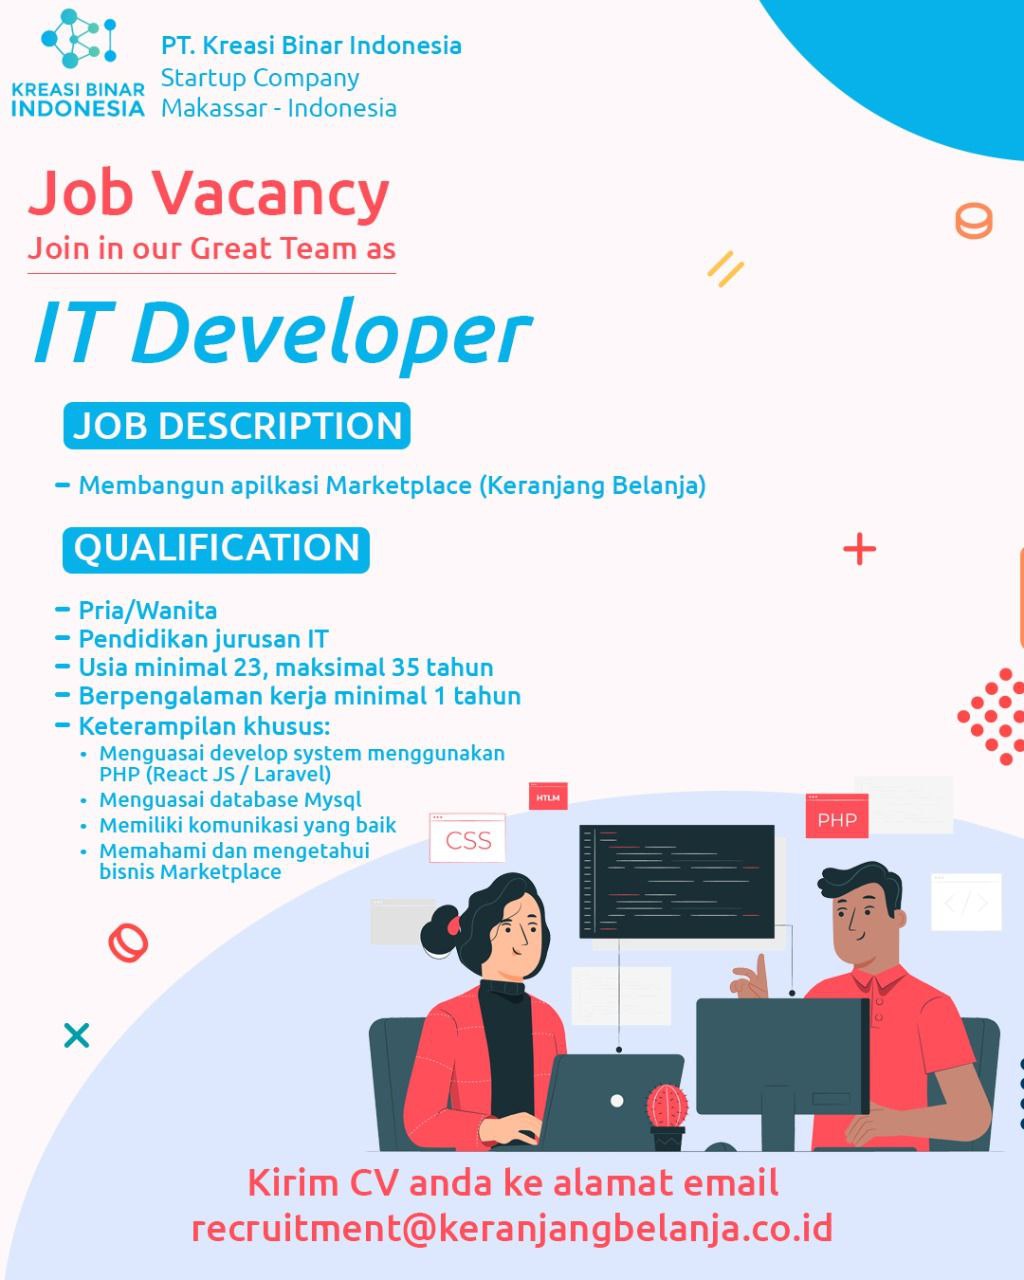 KREASI BINAR
INDONESIA
PT. Kreasi Binar Indonesia
Startup Company
Makassar - Indonesia
Job Vacancy
Join in our Great Team as
IT Developer
JOB DESCRIPTION
- Membangun apilkasi Marketplace (Keranjang Belanja)
QUALIFICATION
- Pria/Wanita
- Pendidikan jurusan IT
- Usia minimal 23, maksimal 35 tahun
- Berpengalaman kerja minimal 1 tahun
- Keterampilan khusus:
• Menguasai develop system menggunakan
PHP (React JS / Laravel)
• Menguasai database Mysql
• Memiliki komunikasi yang baik
• Memahami dan mengetahui
bisnis Marketplace
HTLM
CSS
PHP
</>
Kirim CV anda ke alamat email
recruitment@keranjangbelanja.co.id